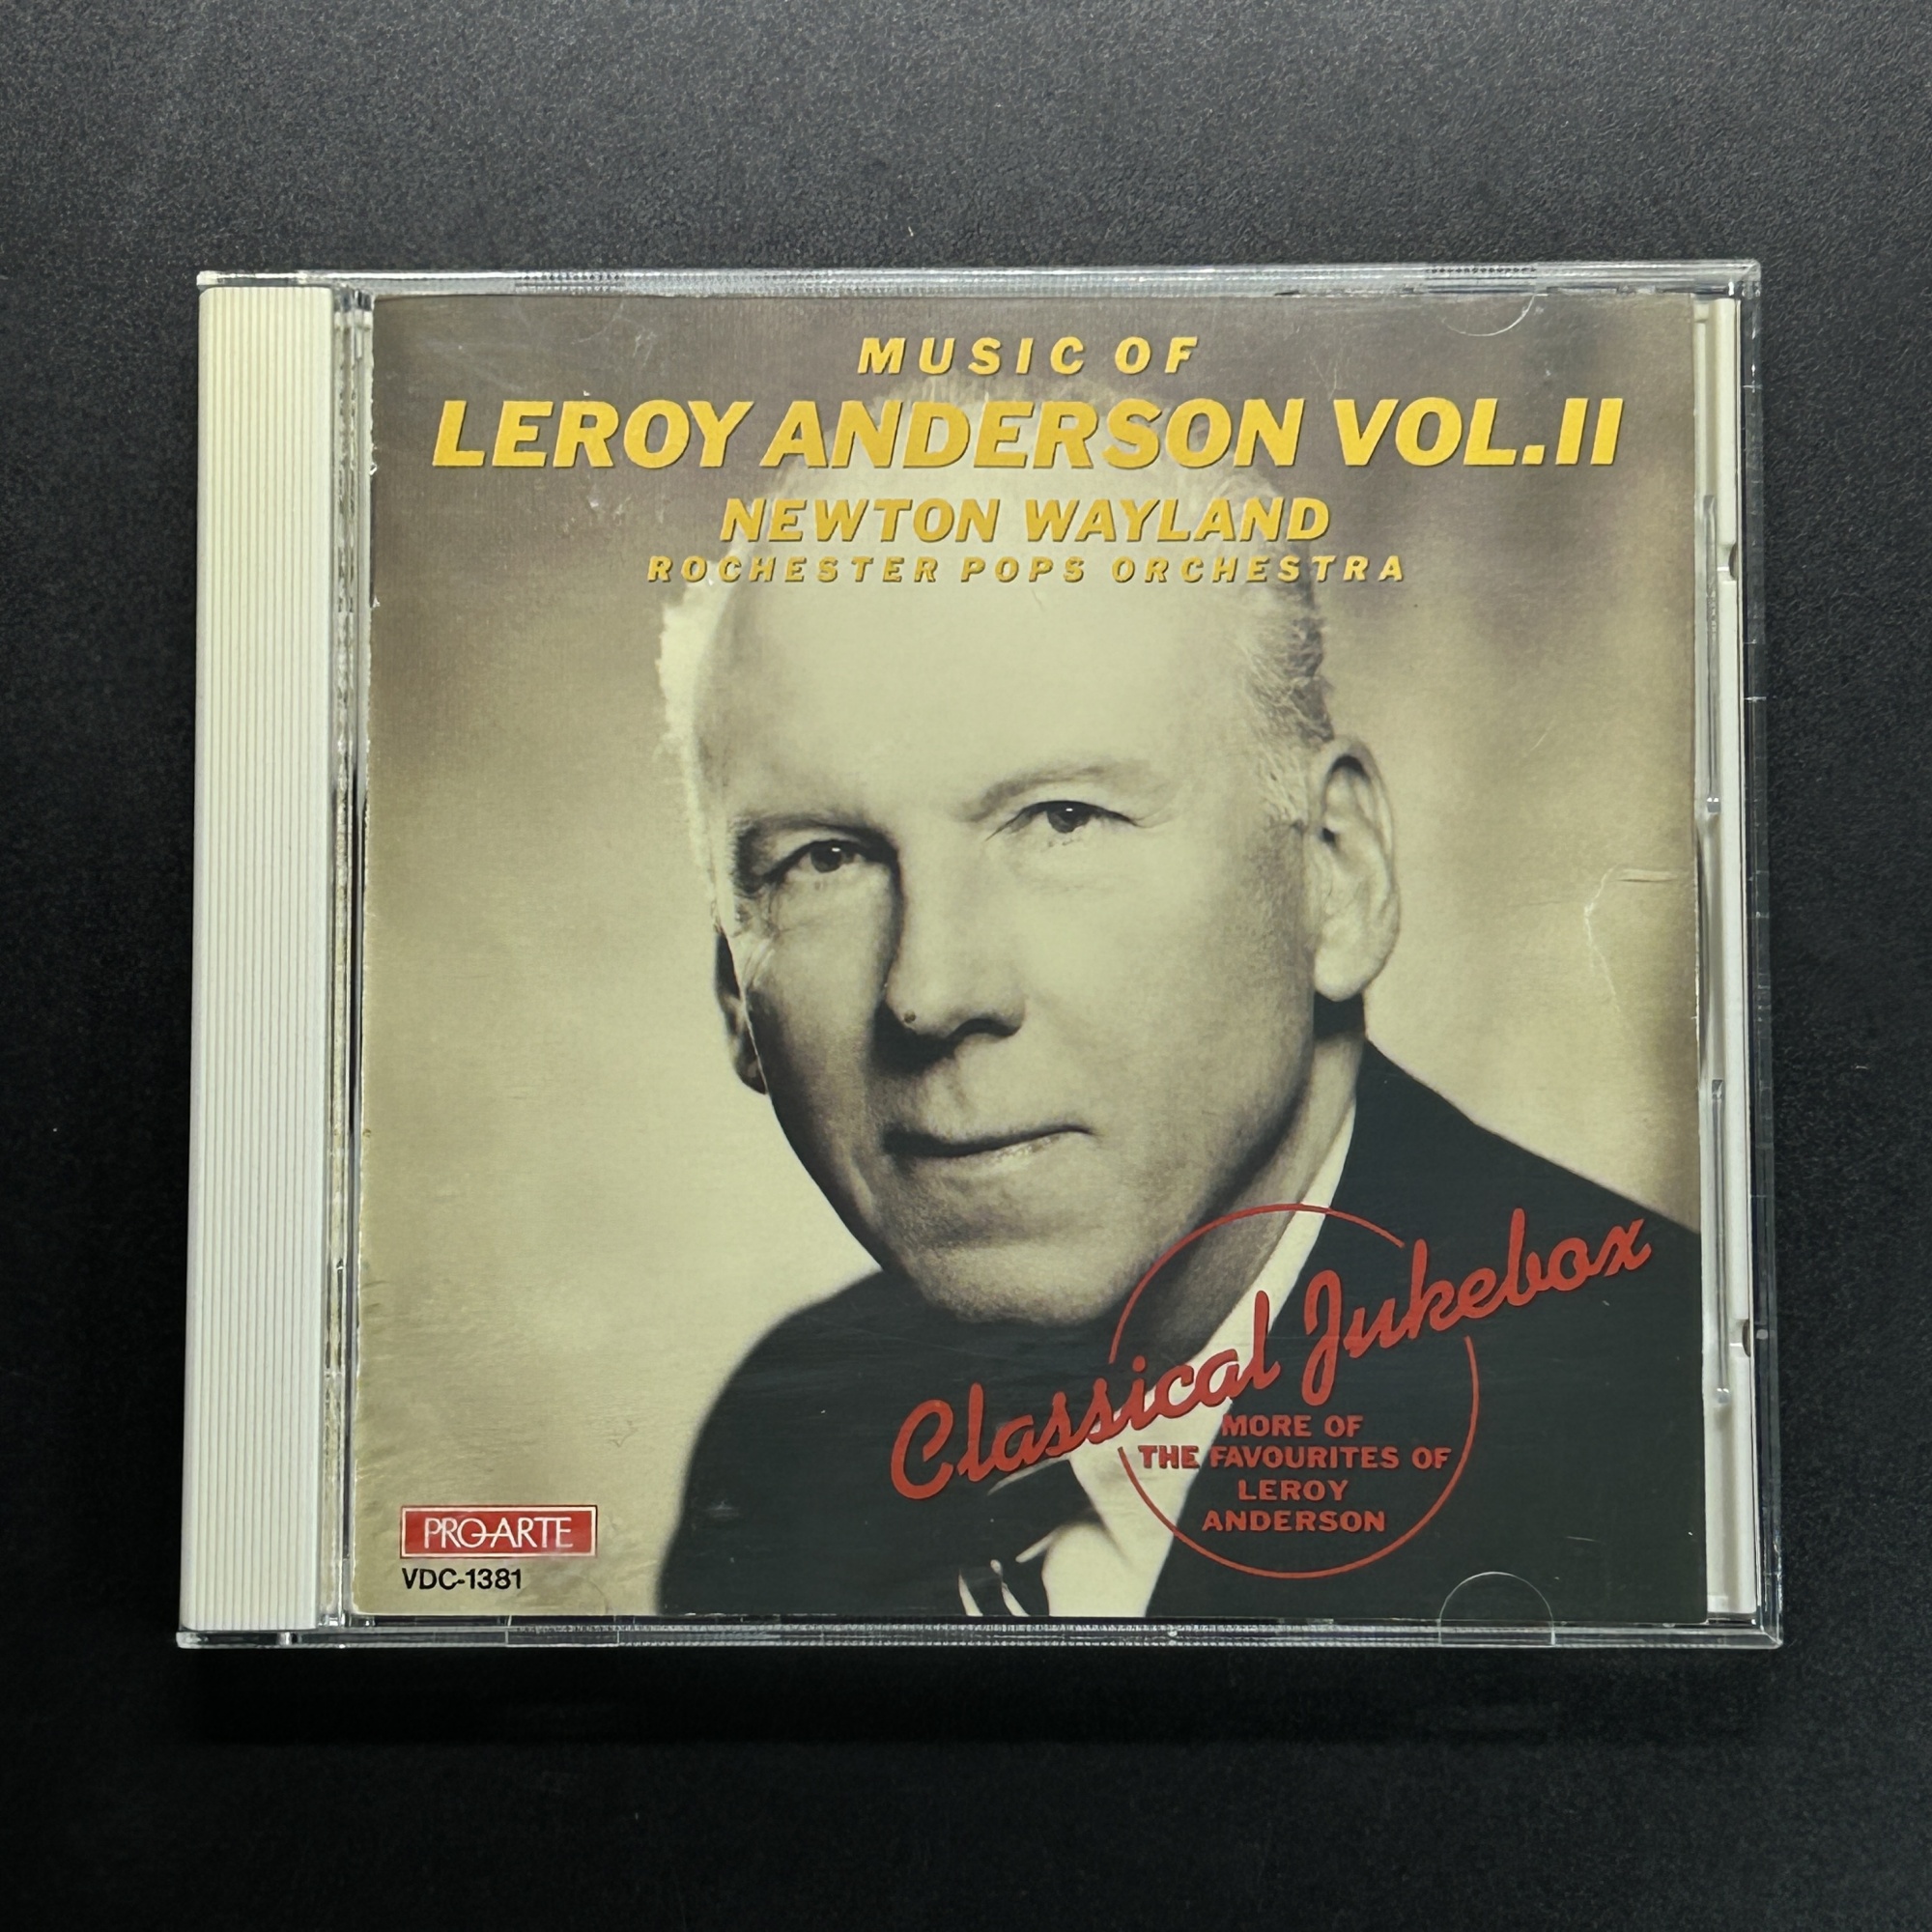 MUSIC OF
LEROY ANDERSON VOL.II
NEWTON WAYLAND
ROCHESTER POPS ORCHESTRA
Classical Jukebox
MORE OF
THE FAVOURITES OF
LEROY
ANDERSON
PRO-ARTE
VDC-1381